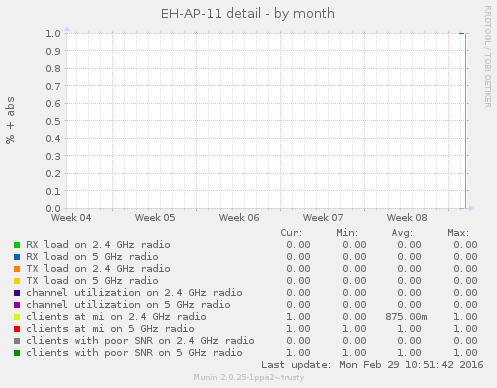 EH-AP-11 detail - by month
RRDTOOL / TOBI OETIKER
% + abs
1.0
0.9
0.8
0.7
0.6
0.5
0.4
0.3
0.2
0.1
0.0
Week 04 Week 05 Week 06 Week 07 Week 08
Cur: Min: Avg: Max:
RX load on 2.4 GHz radio 0.00 0.00 0.00 0.00
RX load on 5 GHz radio 0.00 0.00 0.00 0.00
TX load on 2.4 GHz radio 0.00 0.00 0.00 0.00
TX load on 5 GHz radio 0.00 0.00 0.00 0.00
channel utilization on 2.4 GHz radio 0.00 0.00 0.00 0.00
channel utilization on 5 GHz radio 0.00 0.00 0.00 0.00
clients at mi on 2.4 GHz radio 1.00 0.00 875.00m 1.00
clients at mi on 5 GHz radio 1.00 1.00 1.00 1.00
clients with poor SNR on 2.4 GHz radio 0.00 0.00 0.00 0.00
clients with poor SNR on 5 GHz radio 1.00 1.00 1.00 1.00
Last update: Mon Feb 29 10:51:42 2016
Munin 2.0.25-1ppa2~trusty